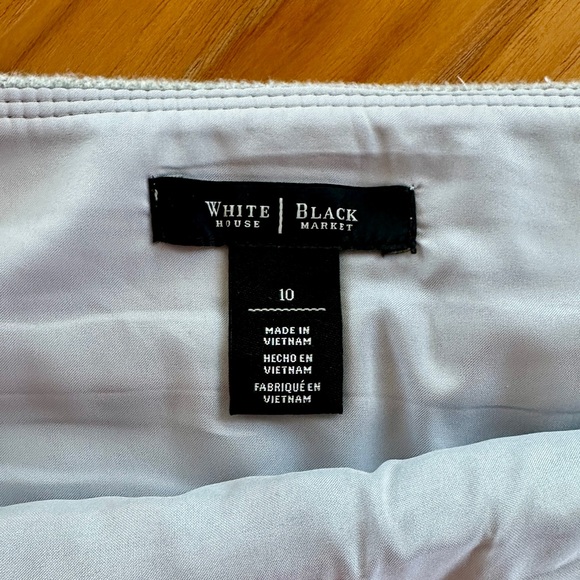 WHITE | BLACK
HOUSE MARKET
10
MADE IN
VIETNAM
HECHO EN
VIETNAM
FABRIQUÉ EN
VIETNAM